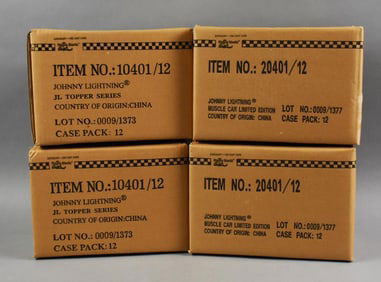 ITEM NO.:10401/12
JOHNNY LIGHTNING®
JL TOPPER SERIES
COUNTRY OF ORIGIN:CHINA
LOT NO.:0009/1373
CASE PACK: 12
ITEM NO.: 20401/12
JOHNNY LIGHTNING®
MUSCLE CAR LIMITED EDITION
COUNTRY OF ORIGIN: CHINA
LOT NO.:0009/1377
CASE PACK: 12
ITEM NO.:10401/12
JOHNNY LIGHTNING®
JL TOPPER SERIES
COUNTRY OF ORIGIN:CHINA
LOT NO.:0009/1373
CASE PACK:12
ITEM NO.: 20401/12
JOHNNY LIGHTNING®
MUSCLE CAR LIMITED EDITION
COUNTRY OF ORIGIN: CHINA
LOT NO.:0009/1377
CASE PACK: 12